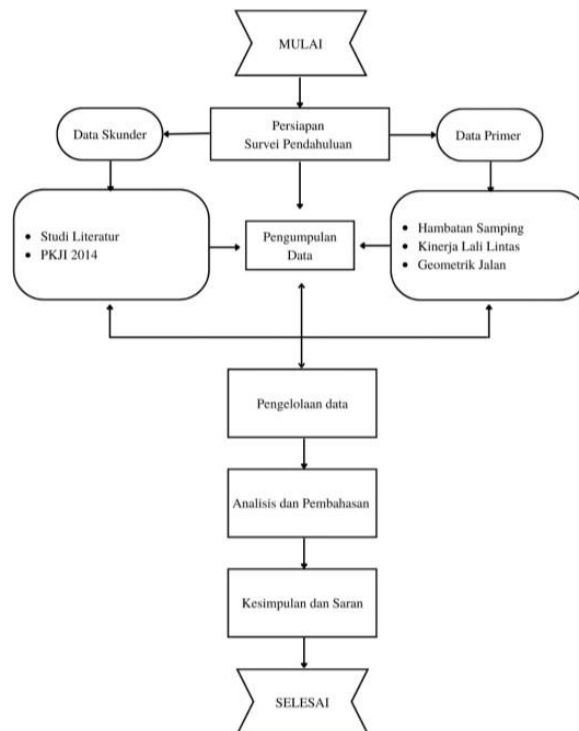 MULAI
Data Skunder
Persiapan
Survei Pendahuluan
Data Primer
• Studi Literatur
• PKJI 2014
Pengumpulan
Data
• Hambatan Samping
• Kinerja Lali Lintas
• Geometrik Jalan
Pengelolaan data
Analisis dan Pembahasan
Kesimpulan dan Saran
SELESAI